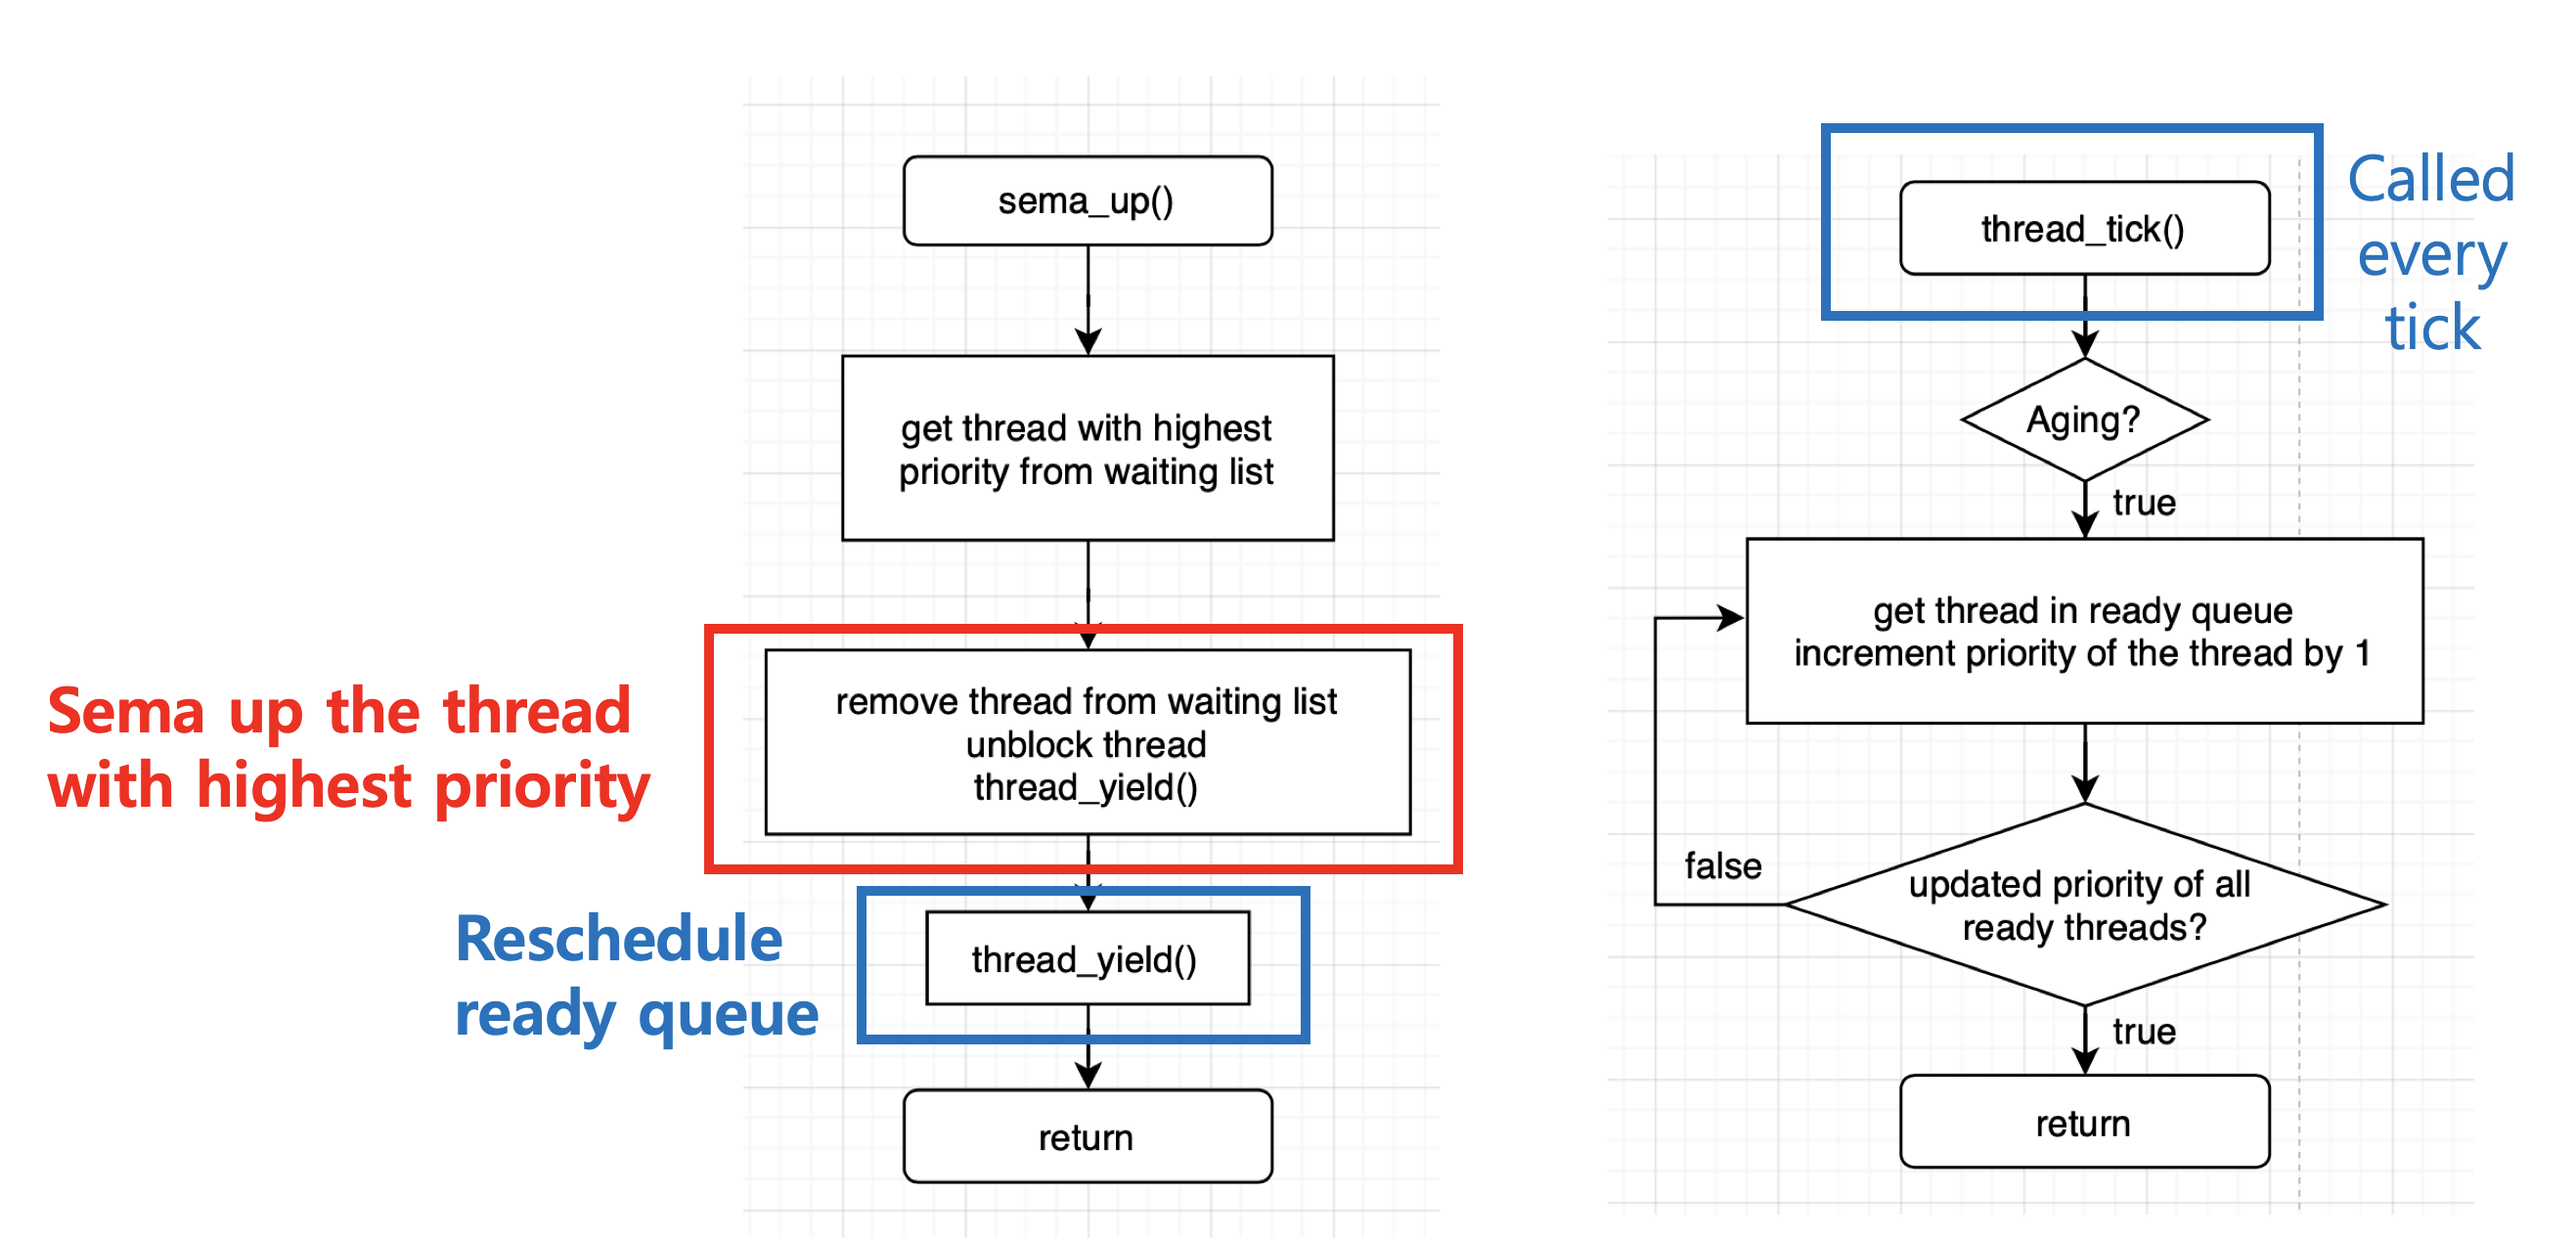 sema_up()
get thread with highest
priority from waiting list
Sema up the thread
with highest priority
remove thread from waiting list
unblock thread
thread_yield()
Reschedule
ready queue
thread_yield()
return
thread_tick()
Called
every
tick
Aging?
true
get thread in ready queue
increment priority of the thread by 1
false
updated priority of all
ready threads?
true
return